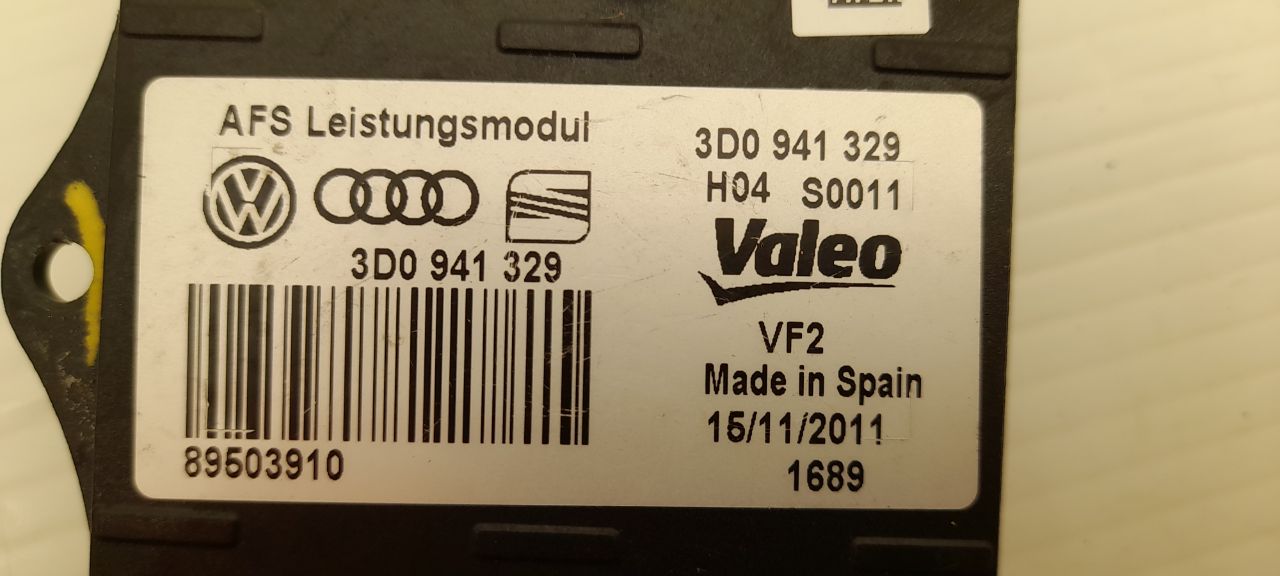 AFS Leistungsmodul
3D0 941 329
89503910
3D0 941 329
H04 S0011
Valeo
VF2
Made in Spain
15/11/2011
1689